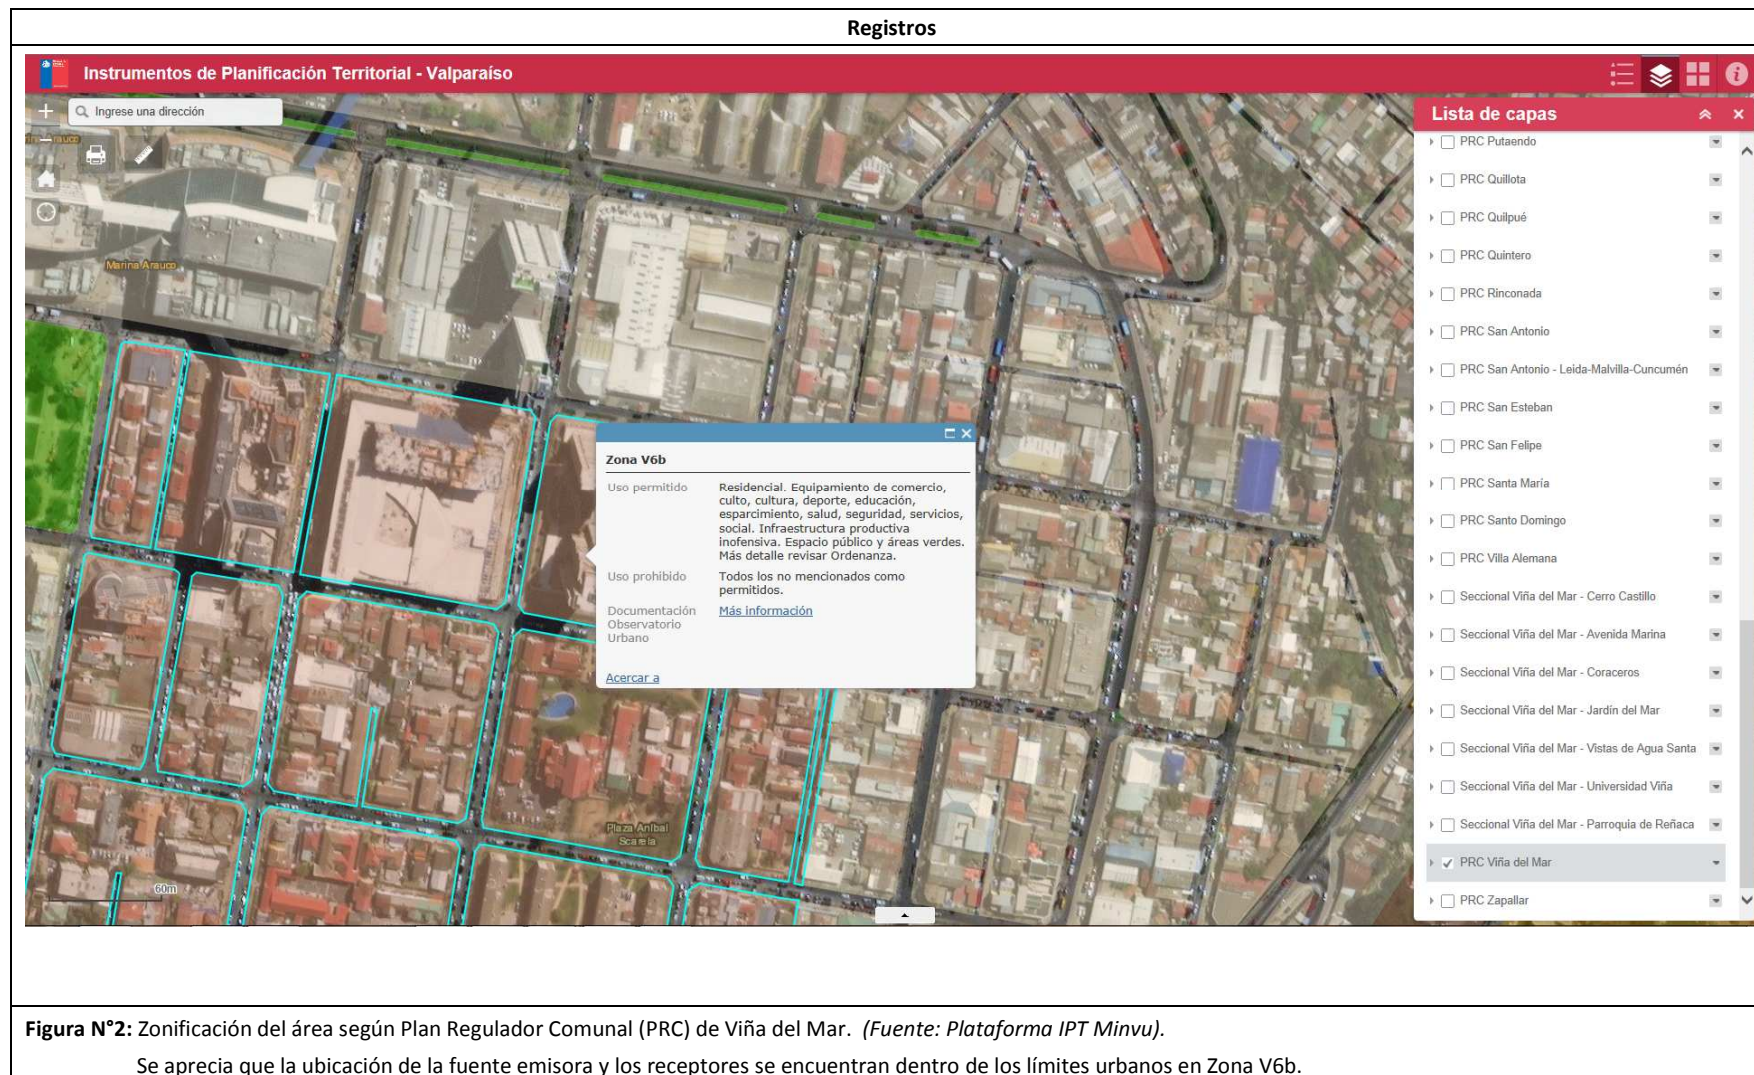 Registros
Instrumentos de Planificación Territorial - Valparaíso
Ingrese una dirección
Lista de capas
PRC Putaendo
PRC Quillota
PRC Quilpué
PRC Quintero
PRC Rinconada
PRC San Antonio
PRC San Antonio - Leida-Malvilla-Cuncumén
PRC San Esteban
PRC San Felipe
PRC Santa María
PRC Santo Domingo
PRC Villa Alemana
Seccional Viña del Mar - Cerro Castillo
Seccional Viña del Mar - Avenida Marina
Seccional Viña del Mar - Coraceros
Seccional Viña del Mar - Jardín del Mar
Seccional Viña del Mar - Vistas de Agua Santa
Seccional Viña del Mar - Universidad Viña
Seccional Viña del Mar - Parroquia de Reñaca
PRC Viña del Mar
PRC Zapallar
Marina Arauco
Zona V6b
Uso permitido
Residencial. Equipamiento de comercio,
culto, cultura, deporte, educación,
esparcimiento, salud, seguridad, servicios,
social. Infraestructura productiva
inofensiva. Espacio público y áreas verdes.
Más detalle revisar Ordenanza.
Uso prohibido
Todos los no mencionados como
permitidos.
Documentación
Observatorio
Urbano
Más información
Acercar a
Plaza Aníbal
Scarela
60m
Figura N°2: Zonificación del área según Plan Regulador Comunal (PRC) de Viña del Mar. (Fuente: Plataforma IPT Minvu).
Se aprecia que la ubicación de la fuente emisora y los receptores se encuentran dentro de los límites urbanos en Zona V6b.